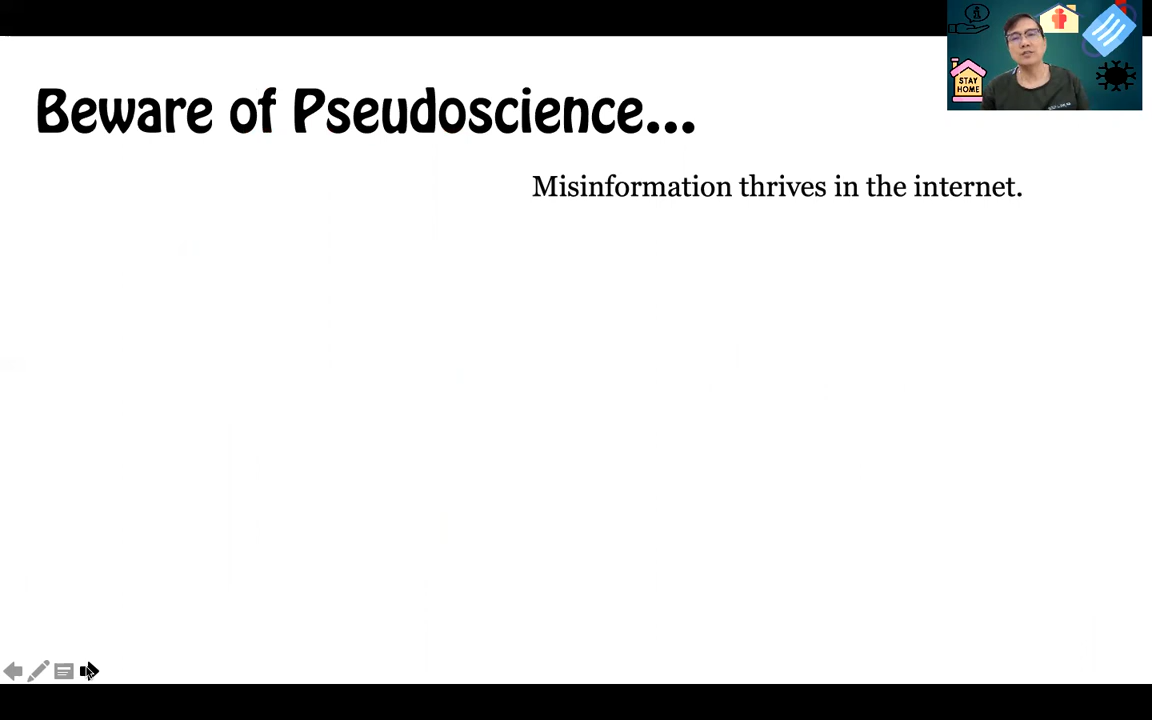 Beware of Pseudoscience...
Misinformation thrives in the internet.
STAY
HOME